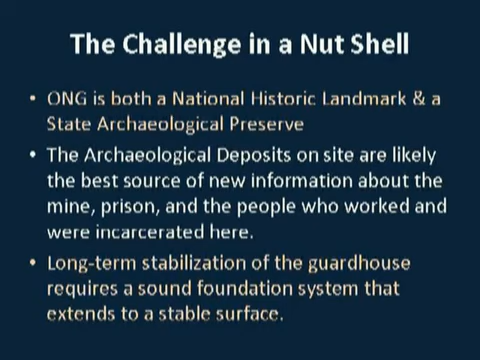 The Challenge in a Nut Shell
• ONG is both a National Historic Landmark & a
State Archaeological Preserve
• The Archaeological Deposits on site are likely
the best source of new information about the
mine, prison, and the people who worked and
were incarcerated here.
• Long-term stabilization of the guardhouse
requires a sound foundation system that
extends to a stable surface.